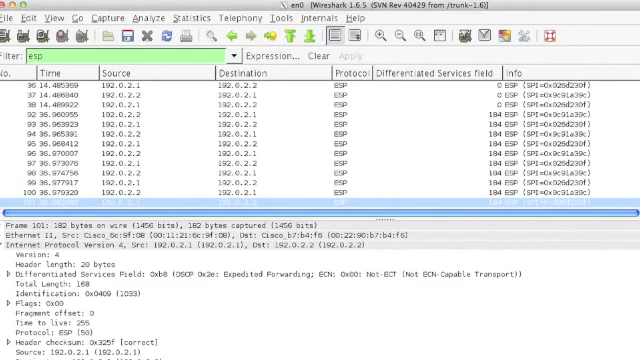 en0 [Wireshark 1.6.5 (SVN Rev 40429 from /trunk-1.6)]
File Edit View Go Capture Analyze Statistics Telephony Tools Internals Help
Filter: esp Expression... Clear Apply
No. Time Source Destination Protocol Differentiated Services field Info
36 14.485369 192.0.2.1 192.0.2.2 ESP 0 ESP (SPI=0x026d230f)
37 14.486840 192.0.2.2 192.0.2.1 ESP 0 ESP (SPI=0x9c91a39c)
38 14.489922 192.0.2.1 192.0.2.2 ESP 0 ESP (SPI=0x026d230f)
92 36.960955 192.0.2.1 192.0.2.2 ESP 184 ESP (SPI=0x026d230f)
93 36.963923 192.0.2.2 192.0.2.1 ESP 184 ESP (SPI=0x9c91a39c)
94 36.965391 192.0.2.1 192.0.2.2 ESP 184 ESP (SPI=0x026d230f)
95 36.968412 192.0.2.2 192.0.2.1 ESP 184 ESP (SPI=0x9c91a39c)
96 36.970007 192.0.2.1 192.0.2.2 ESP 184 ESP (SPI=0x026d230f)
97 36.973076 192.0.2.2 192.0.2.1 ESP 184 ESP (SPI=0x9c91a39c)
98 36.974756 192.0.2.1 192.0.2.2 ESP 184 ESP (SPI=0x026d230f)
99 36.977917 192.0.2.2 192.0.2.1 ESP 184 ESP (SPI=0x9c91a39c)
100 36.979320 192.0.2.1 192.0.2.2 ESP 184 ESP (SPI=0x026d230f)
Frame 101: 182 bytes on wire (1456 bits), 182 bytes captured (1456 bits)
Ethernet II, Src: Cisco_6c:9f:08 (00:11:21:6c:9f:08), Dst: Cisco_b7:b4:f6 (00:22:90:b7:b4:f6)
Internet Protocol Version 4, Src: 192.0.2.1 (192.0.2.1), Dst: 192.0.2.2 (192.0.2.2)
Version: 4
Header length: 20 bytes
Differentiated Services Field: 0xb8 (DSCP 0x2e: Expedited Forwarding; ECN: 0x00: Not-ECT (Not ECN-Capable Transport))
Total Length: 168
Identification: 0x0409 (1033)
Flags: 0x00
Fragment offset: 0
Time to live: 255
Protocol: ESP (50)
Header checksum: 0x325f [correct]
Source: 192.0.2.1 (192.0.2.1)